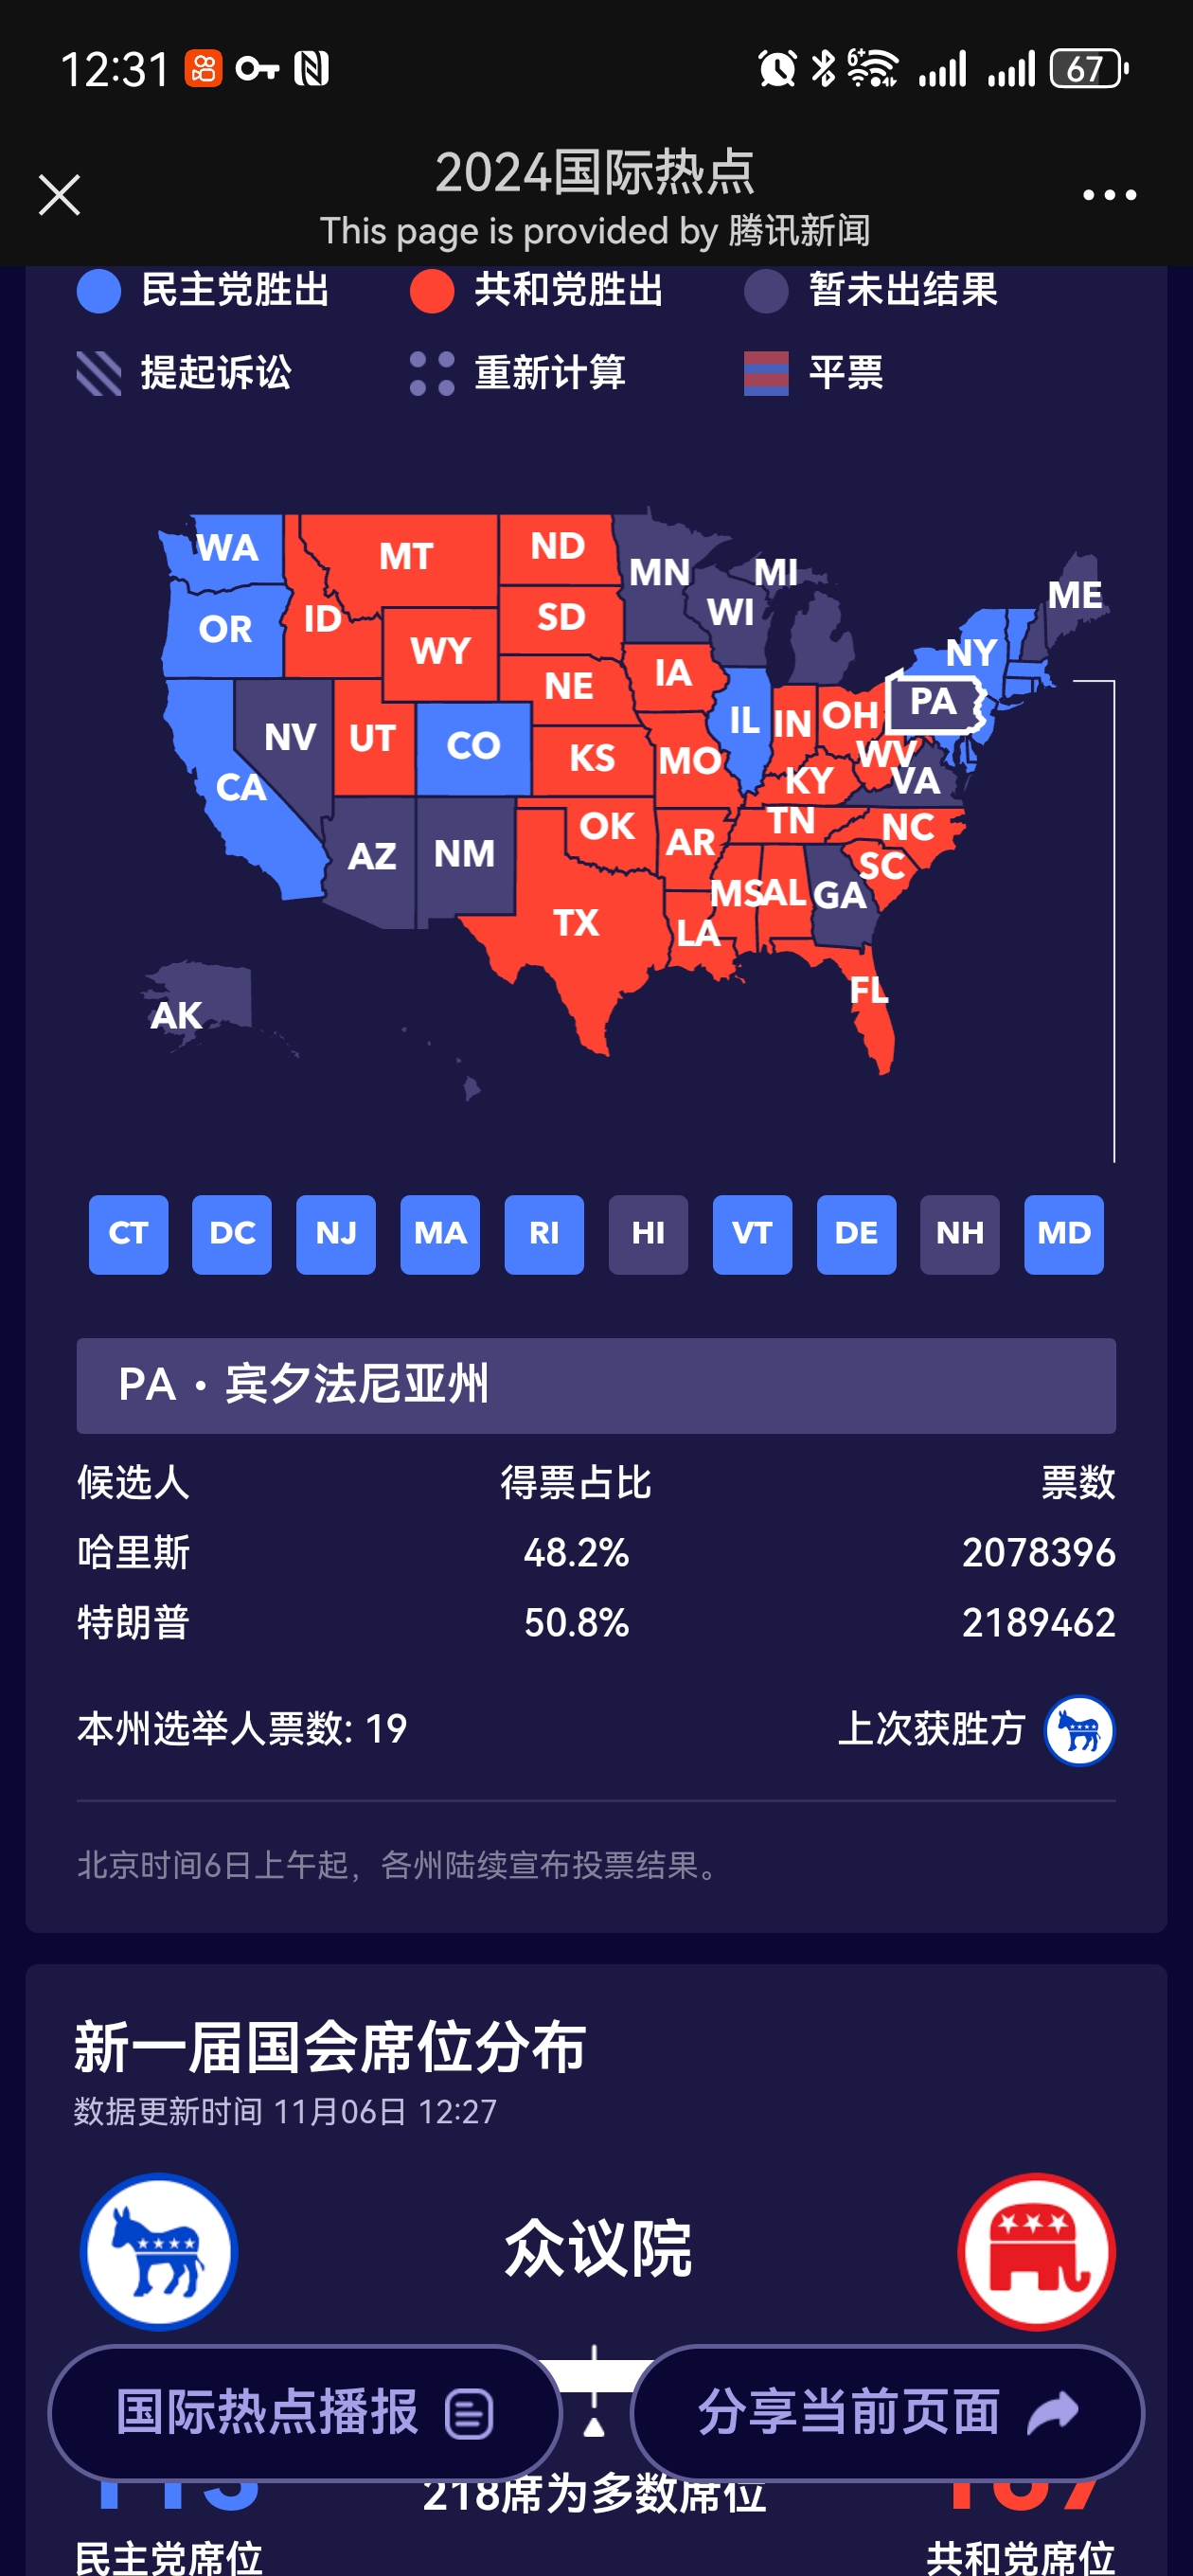 12:31
67
2024国际热点
This page is provided by 腾讯新闻
民主党胜出 共和党胜出 暂未出结果
提起诉讼 重新计算 平票
WA MT ND MN MI ME
OR ID SD WI NY
WY IA
NE PA
NV UT CO KS MO IL IN OH WV
CA KY VA
AZ NM OK AR TN NC
SC
TX MS AL GA
LA
FL
AK
CT DC NJ MA RI HI VT DE NH MD
PA·宾夕法尼亚州
候选人 得票占比 票数
哈里斯 48.2% 2078396
特朗普 50.8% 2189462
本州选举人票数: 19 上次获胜方
北京时间6日上午起，各州陆续宣布投票结果。
新一届国会席位分布
数据更新时间 11月06日 12:27
众议院
国际热点播报 分享当前页面
218席为多数席位
民主党席位 共和党席位